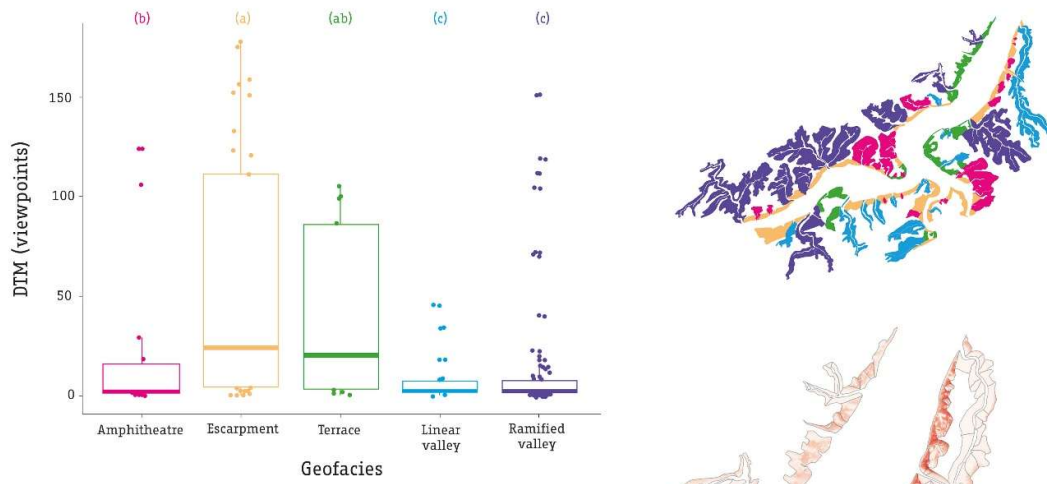 (b) (a) (ab) (c) (c)
DTM (viewpoints)
150
100
50
0
Amphitheatre Escarpment Terrace Linear valley Ramified valley
Geofacies